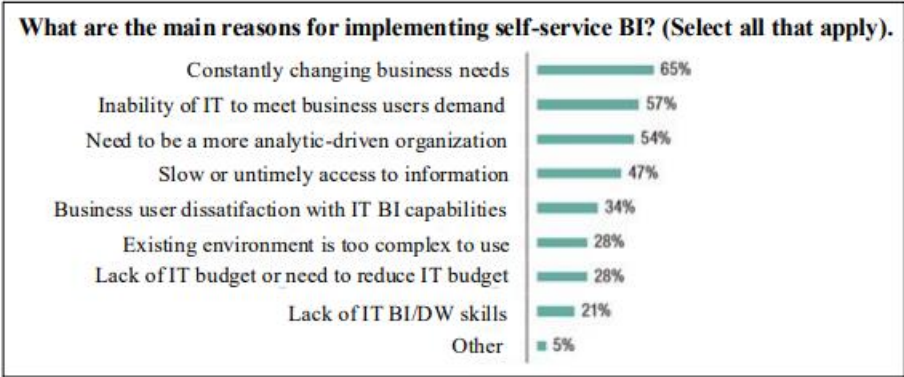 What are the main reasons for implementing self-service BI? (Select all that apply).
Constantly changing business needs 65%
Inability of IT to meet business users demand 57%
Need to be a more analytic-driven organization 54%
Slow or untimely access to information 47%
Business user dissatifaction with IT BI capabilities 34%
Existing environment is too complex to use 28%
Lack of IT budget or need to reduce IT budget 28%
Lack of IT BI/DW skills 21%
Other 5%